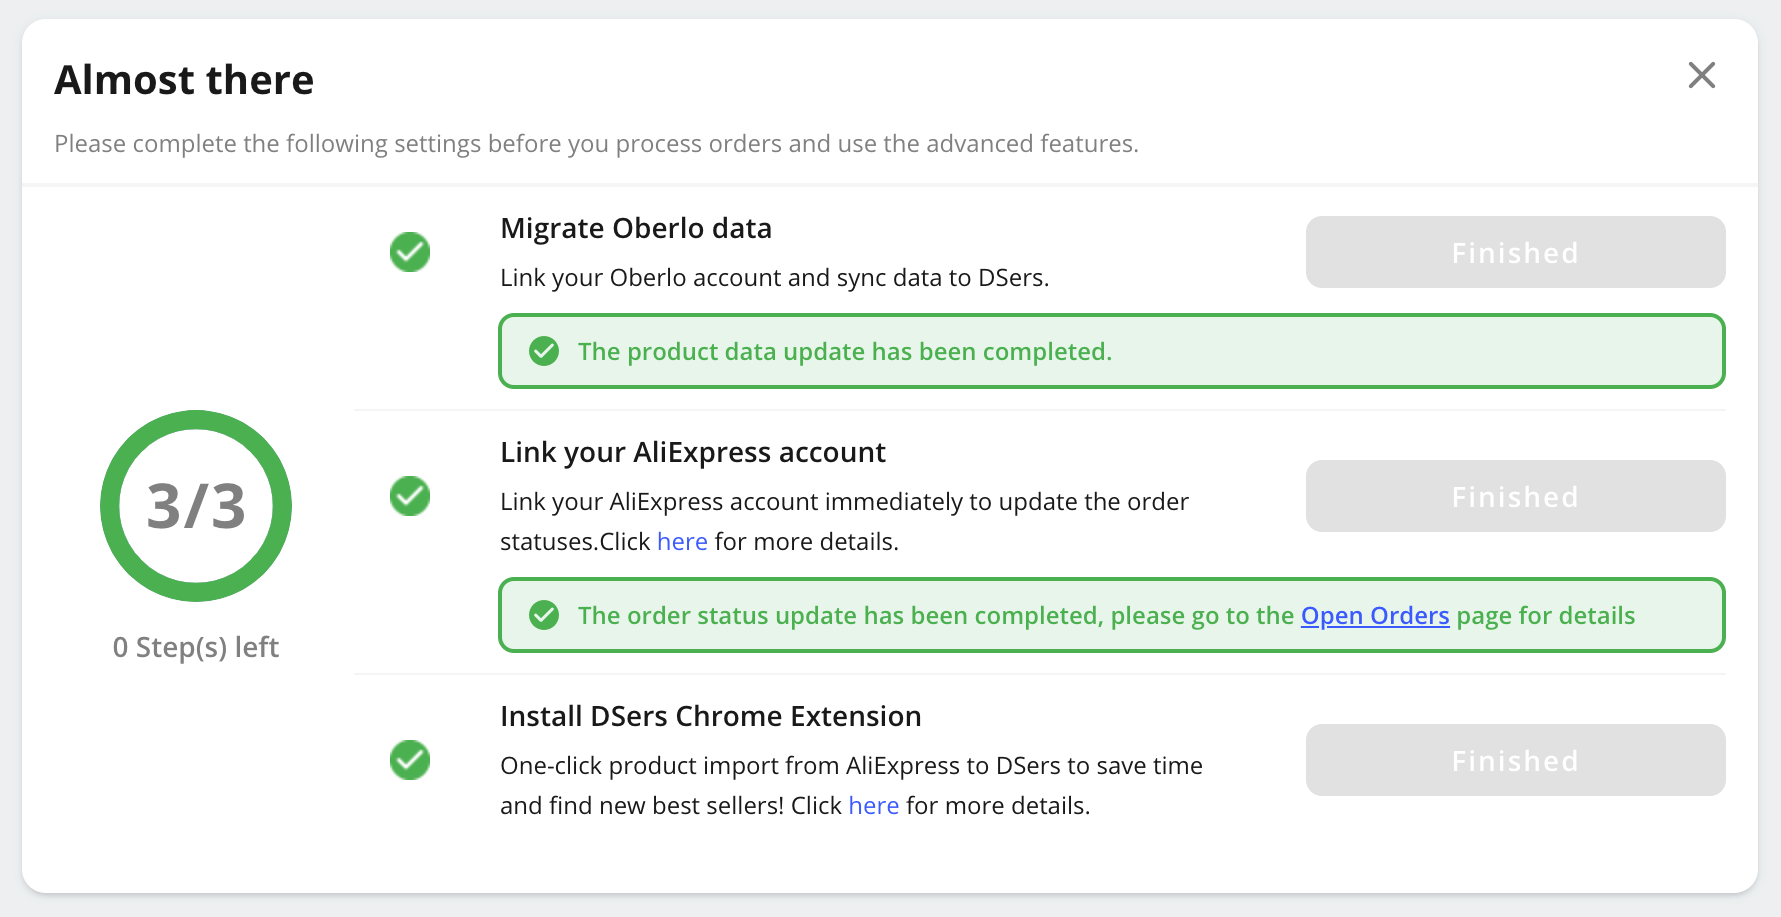 Almost there
Please complete the following settings before you process orders and use the advanced features.
Migrate Oberlo data
Link your Oberlo account and sync data to DSers.
Finished
The product data update has been completed.
3/3
0 Step(s) left
Link your AliExpress account
Link your AliExpress account immediately to update the order
statuses.Click here for more details.
Finished
The order status update has been completed, please go to the Open Orders page for details
Install DSers Chrome Extension
One-click product import from AliExpress to DSers to save time
and find new best sellers! Click here for more details.
Finished